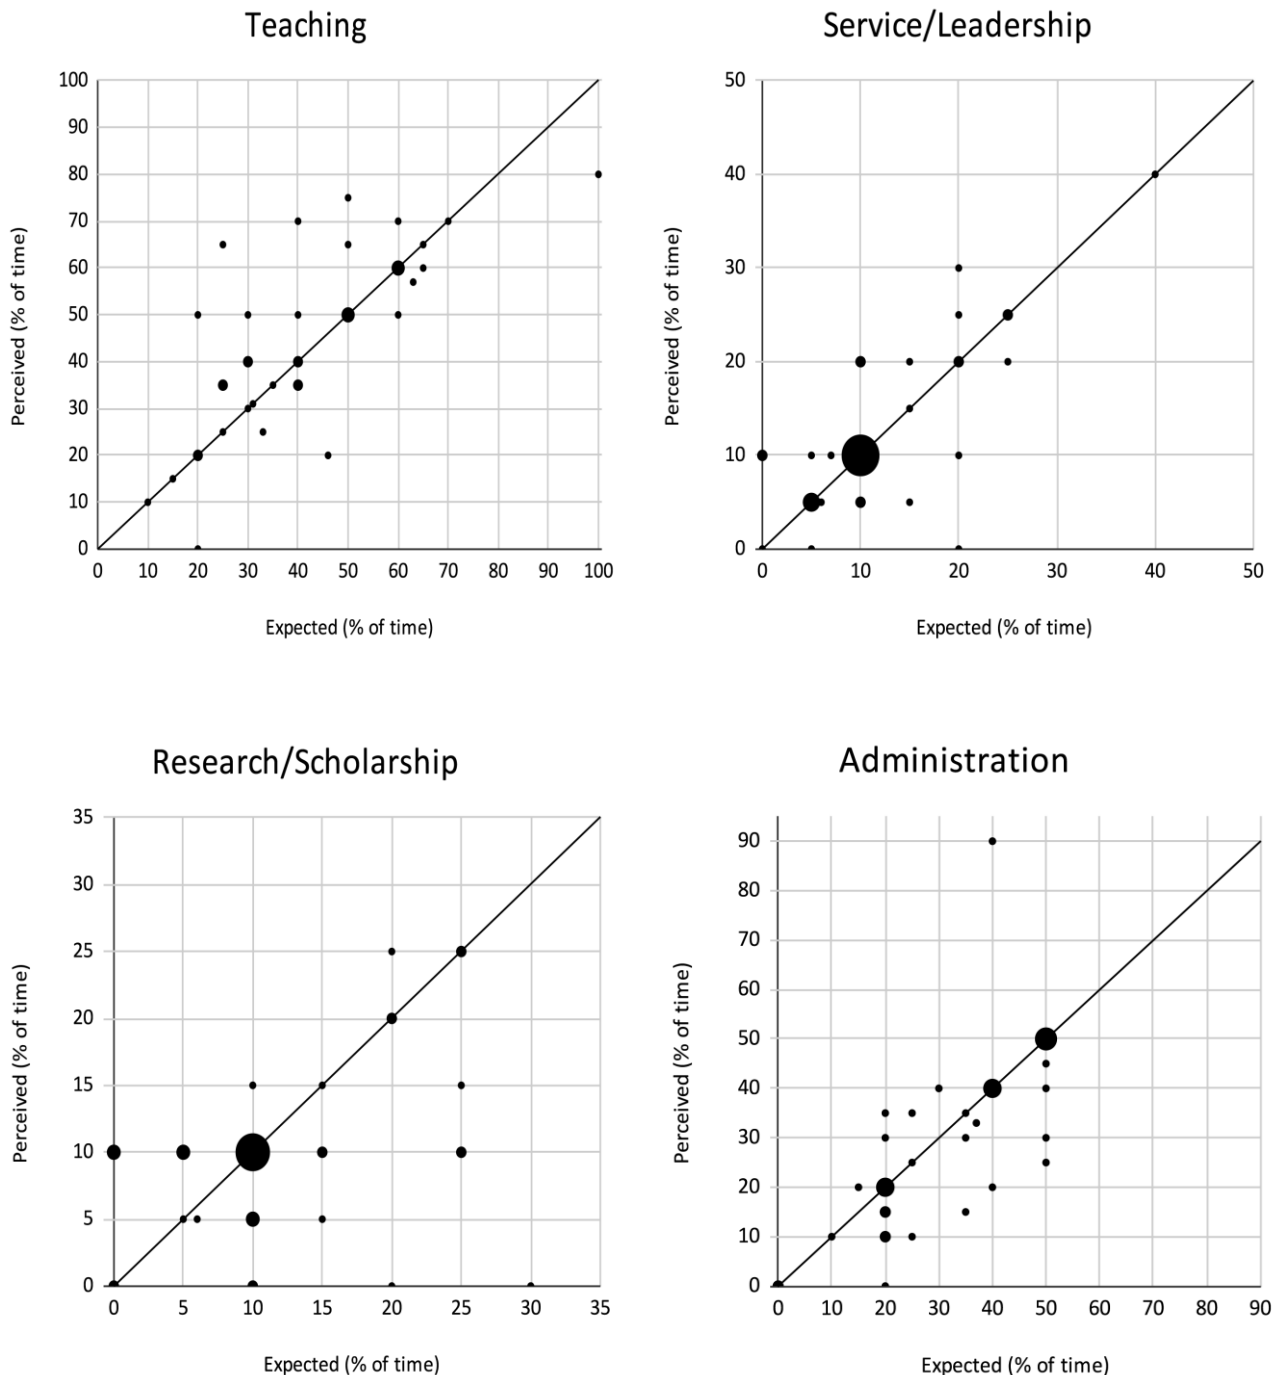 Teaching
100
90
80
70
60
50
40
30
20
10
0
0 10 20 30 40 50 60 70 80 90 100
Perceived (% of time)
Expected (% of time)
Service/Leadership
50
40
30
20
10
0
0 10 20 30 40 50
Perceived (% of time)
Expected (% of time)
Research/Scholarship
35
30
25
20
15
10
5
0
0 5 10 15 20 25 30 35
Perceived (% of time)
Expected (% of time)
Administration
90
80
70
60
50
40
30
20
10
0
0 10 20 30 40 50 60 70 80 90
Perceived (% of time)
Expected (% of time)